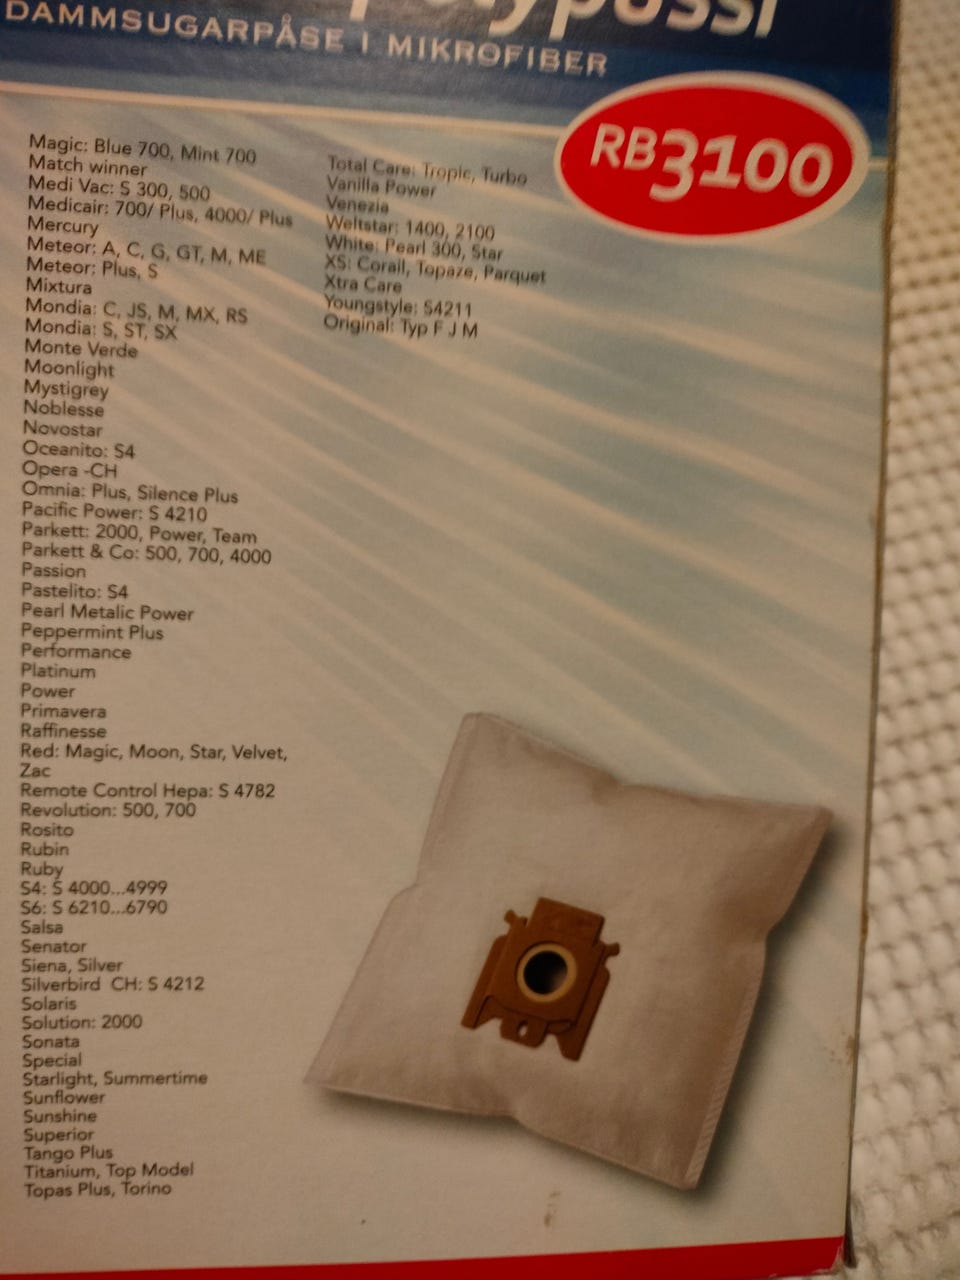 DAMMSUGARPÅSE I MIKROFIBER
RB3100
Magic: Blue 700, Mint 700
Match winner
Medi Vac: S 300, 500
Medicair: 700/ Plus, 4000/ Plus
Mercury
Meteor: A, C, G, GT, M, ME
Meteor: Plus, S
Mixtura
Mondia: C, JS, M, MX, RS
Mondia: S, ST, SX
Monte Verde
Moonlight
Mystigrey
Noblesse
Novostar
Oceanito: S4
Opera -CH
Omnia: Plus, Silence Plus
Pacific Power: S 4210
Parkett: 2000, Power, Team
Parkett & Co: 500, 700, 4000
Passion
Pastelito: S4
Pearl Metalic Power
Peppermint Plus
Performance
Platinum
Power
Primavera
Raffinesse
Red: Magic, Moon, Star, Velvet,
Zac
Remote Control Hepa: S 4782
Revolution: 500, 700
Rosito
Rubin
Ruby
S4: S 4000...4999
S6: S 6210...6790
Salsa
Senator
Siena, Silver
Silverbird CH: S 4212
Solaris
Solution: 2000
Sonata
Special
Starlight, Summertime
Sunflower
Sunshine
Superior
Tango Plus
Titanium, Top Model
Topas Plus, Torino
Total Care: Tropic, Turbo
Vanilla Power
Venezia
Weltstar: 1400, 2100
White: Pearl 300, Star
XS: Corail, Topaze, Parquet
Xtra Care
Youngstyle: S4211
Original: Typ F J M